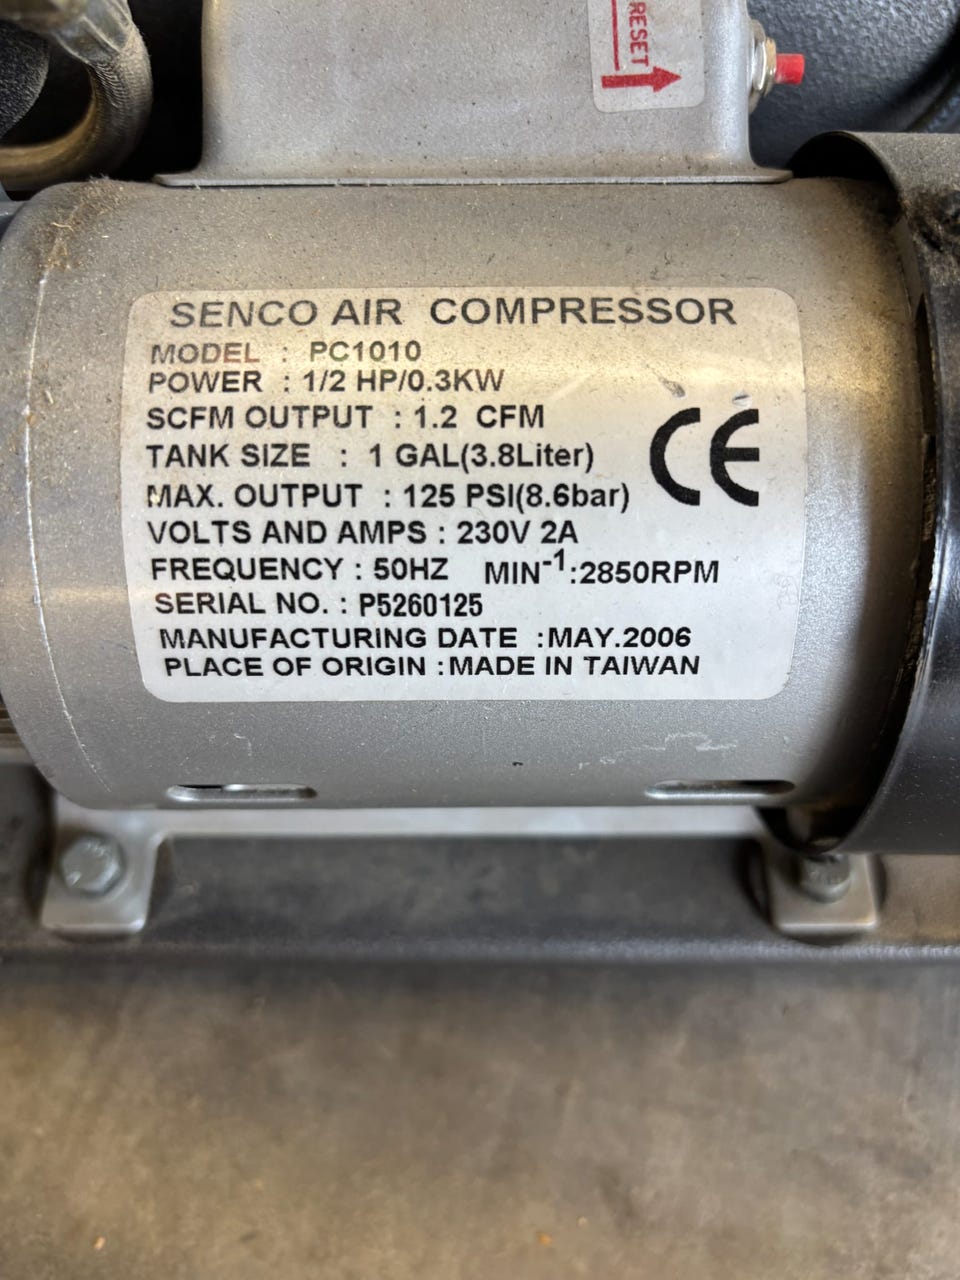 RESET
SENCO AIR COMPRESSOR
MODEL : PC1010
POWER : 1/2 HP/0.3KW
SCFM OUTPUT : 1.2 CFM
TANK SIZE : 1 GAL(3.8Liter)
MAX. OUTPUT : 125 PSI(8.6bar)
CE
VOLTS AND AMPS : 230V 2A
FREQUENCY : 50HZ MIN⁻¹:2850RPM
SERIAL NO. : P5260125
MANUFACTURING DATE :MAY.2006
PLACE OF ORIGIN :MADE IN TAIWAN